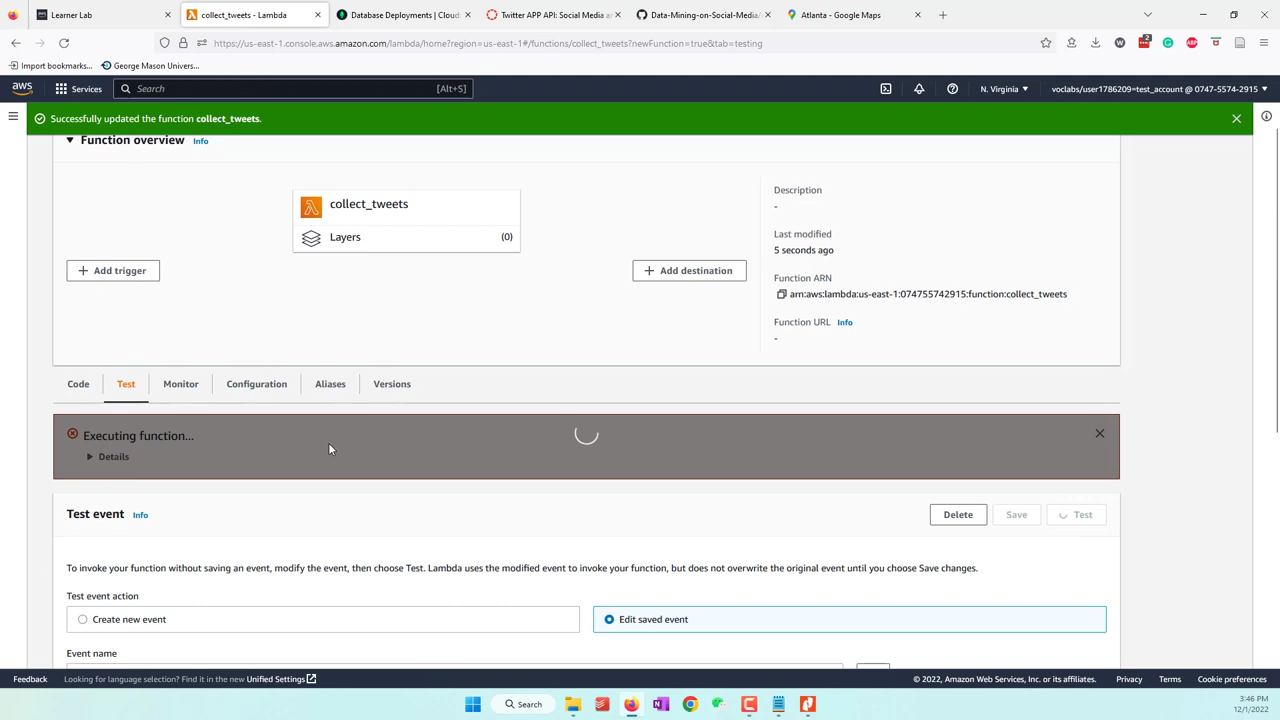 Learner Lab
collect_tweets - Lambda
Database Deployments | Cloud:
Twitter APP API: Social Media an
Data-Mining-on-Social-Media/
Atlanta - Google Maps
https://us-east-1.console.aws.amazon.com/lambda/home?region=us-east-1#/functions/collect_tweets?newFunction=true&tab=testing
2
Import bookmarks...
George Mason Univers...
aws
Services
Search
[Alt+S]
N. Virginia
voclabs/user1786209=test_account @ 0747-5574-2915
Successfully updated the function collect_tweets.
Function overview
Info
collect_tweets
Layers
(0)
Add trigger
Add destination
Description
-
Last modified
5 seconds ago
Function ARN
arn:aws:lambda:us-east-1:074755742915:function:collect_tweets
Function URL Info
-
Code
Test
Monitor
Configuration
Aliases
Versions
Executing function...
Details
Test event Info
Delete
Save
Test
To invoke your function without saving an event, modify the event, then choose Test. Lambda uses the modified event to invoke your function, but does not overwrite the original event until you choose Save changes.
Test event action
Create new event
Edit saved event
Event name
Feedback
Looking for language selection? Find it in the new Unified Settings
© 2022, Amazon Web Services, Inc. or its affiliates.
Privacy
Terms
Cookie preferences
Search
3:46 PM
12/1/2022